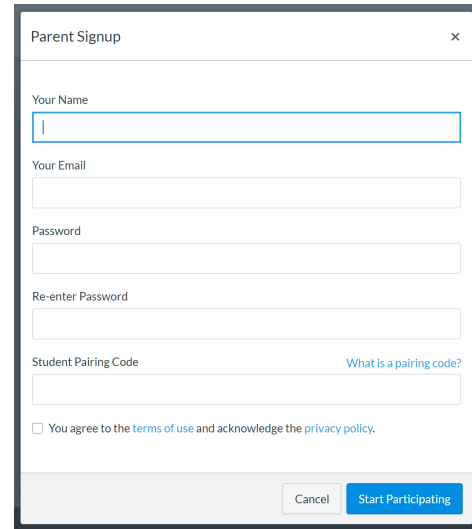 Parent Signup ×
Your Name
Your Email
Password
Re-enter Password
Student Pairing Code What is a pairing code?
You agree to the terms of use and acknowledge the privacy policy.
Cancel Start Participating